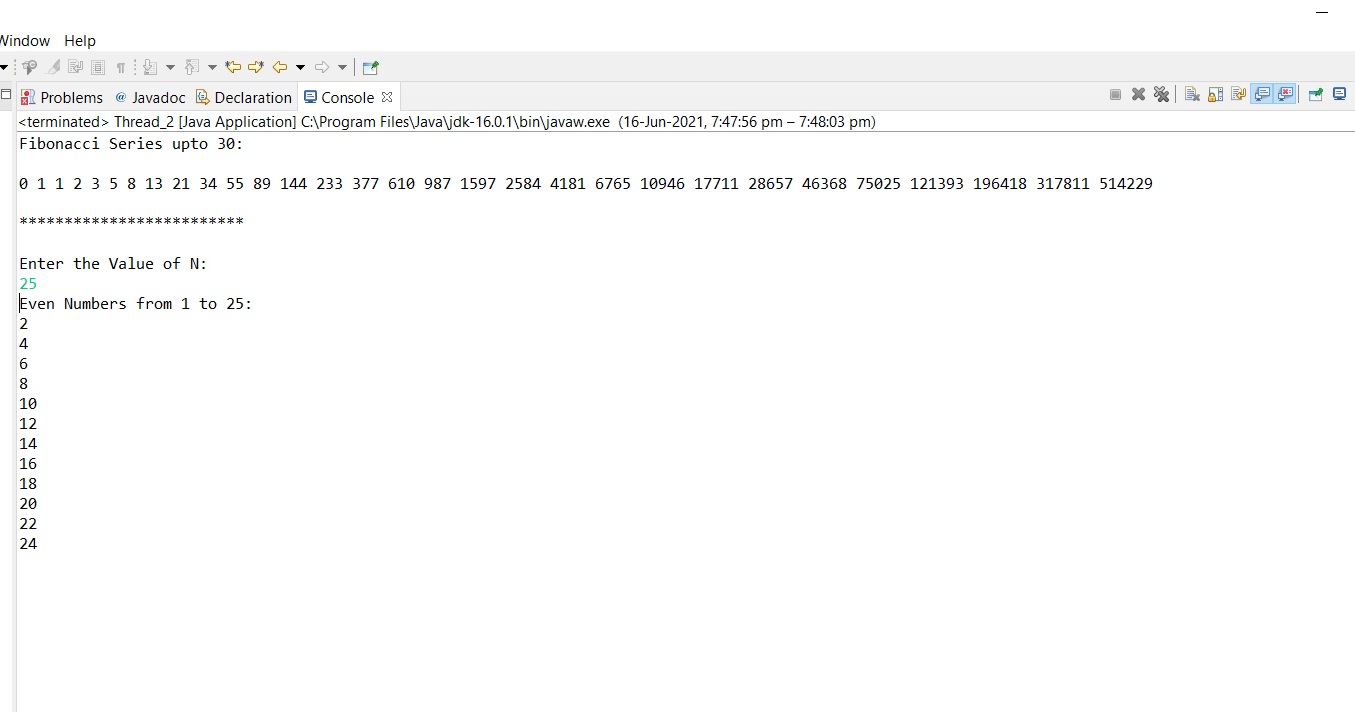 Window Help
Problems @ Javadoc Declaration Console
<terminated> Thread_2 [Java Application] C:\Program Files\Java\jdk-16.0.1\bin\javaw.exe (16-Jun-2021, 7:47:56 pm – 7:48:03 pm)
Fibonacci Series upto 30:
0 1 1 2 3 5 8 13 21 34 55 89 144 233 377 610 987 1597 2584 4181 6765 10946 17711 28657 46368 75025 121393 196418 317811 514229
*************************
Enter the Value of N:
25
Even Numbers from 1 to 25:
2
4
6
8
10
12
14
16
18
20
22
24